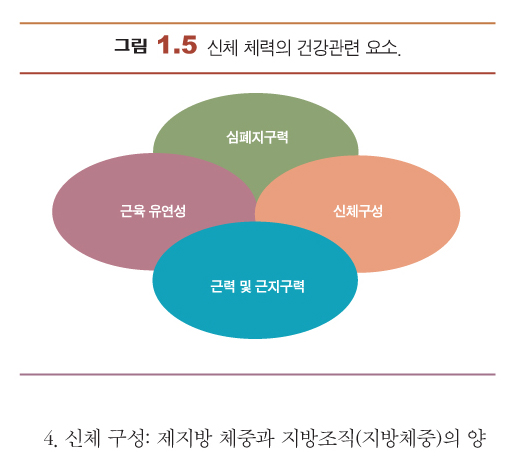 그림 1.5 신체 체력의 건강관련 요소.
심폐지구력
근육 유연성
신체구성
근력 및 근지구력
4. 신체 구성: 제지방 체중과 지방조직(지방체중)의 양